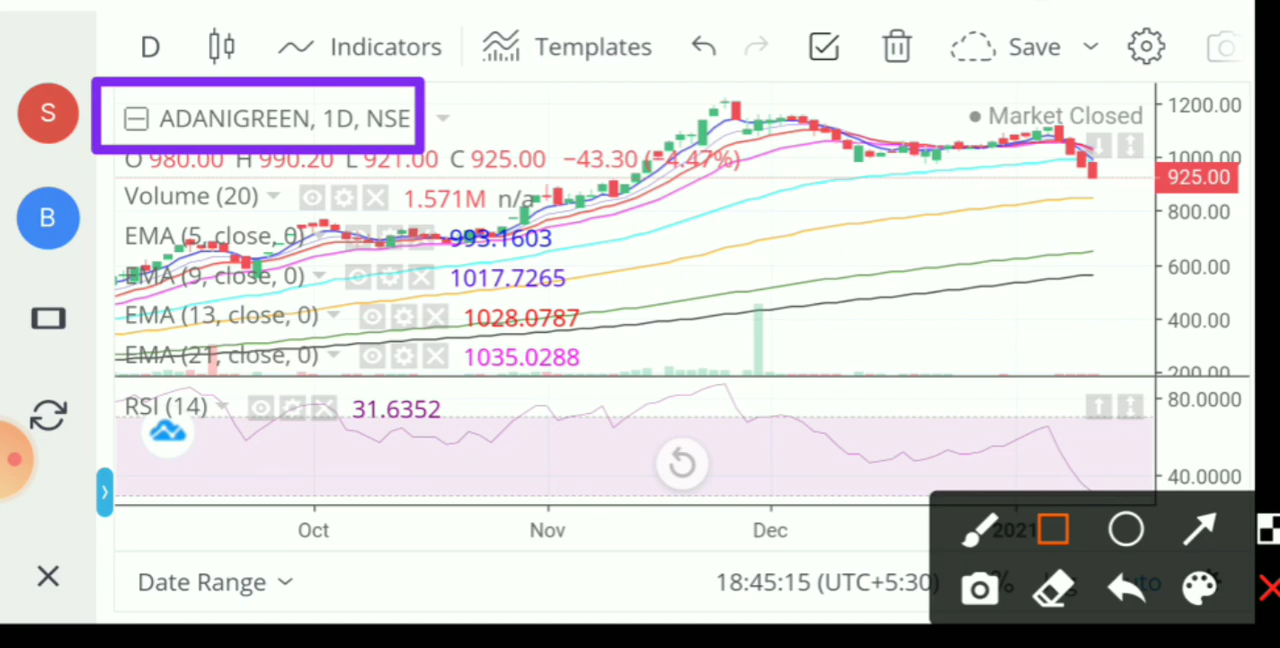 D Indicators Templates Save
S
ADANIGREEN, 1D, NSE
Market Closed
1200.00
O 980.00 H 990.20 L 921.00 C 925.00 −43.30 (−4.47%)
1000.00
925.00
Volume (20) 1.571M n/a
800.00
B
EMA (5, close, 0) 993.1603
EMA (9, close, 0) 1017.7265
600.00
EMA (13, close, 0) 1028.0787
400.00
EMA (21, close, 0) 1035.0288
200.00
RSI (14) 31.6352
80.0000
40.0000
Oct Nov Dec 2021
Date Range 18:45:15 (UTC+5:30) %